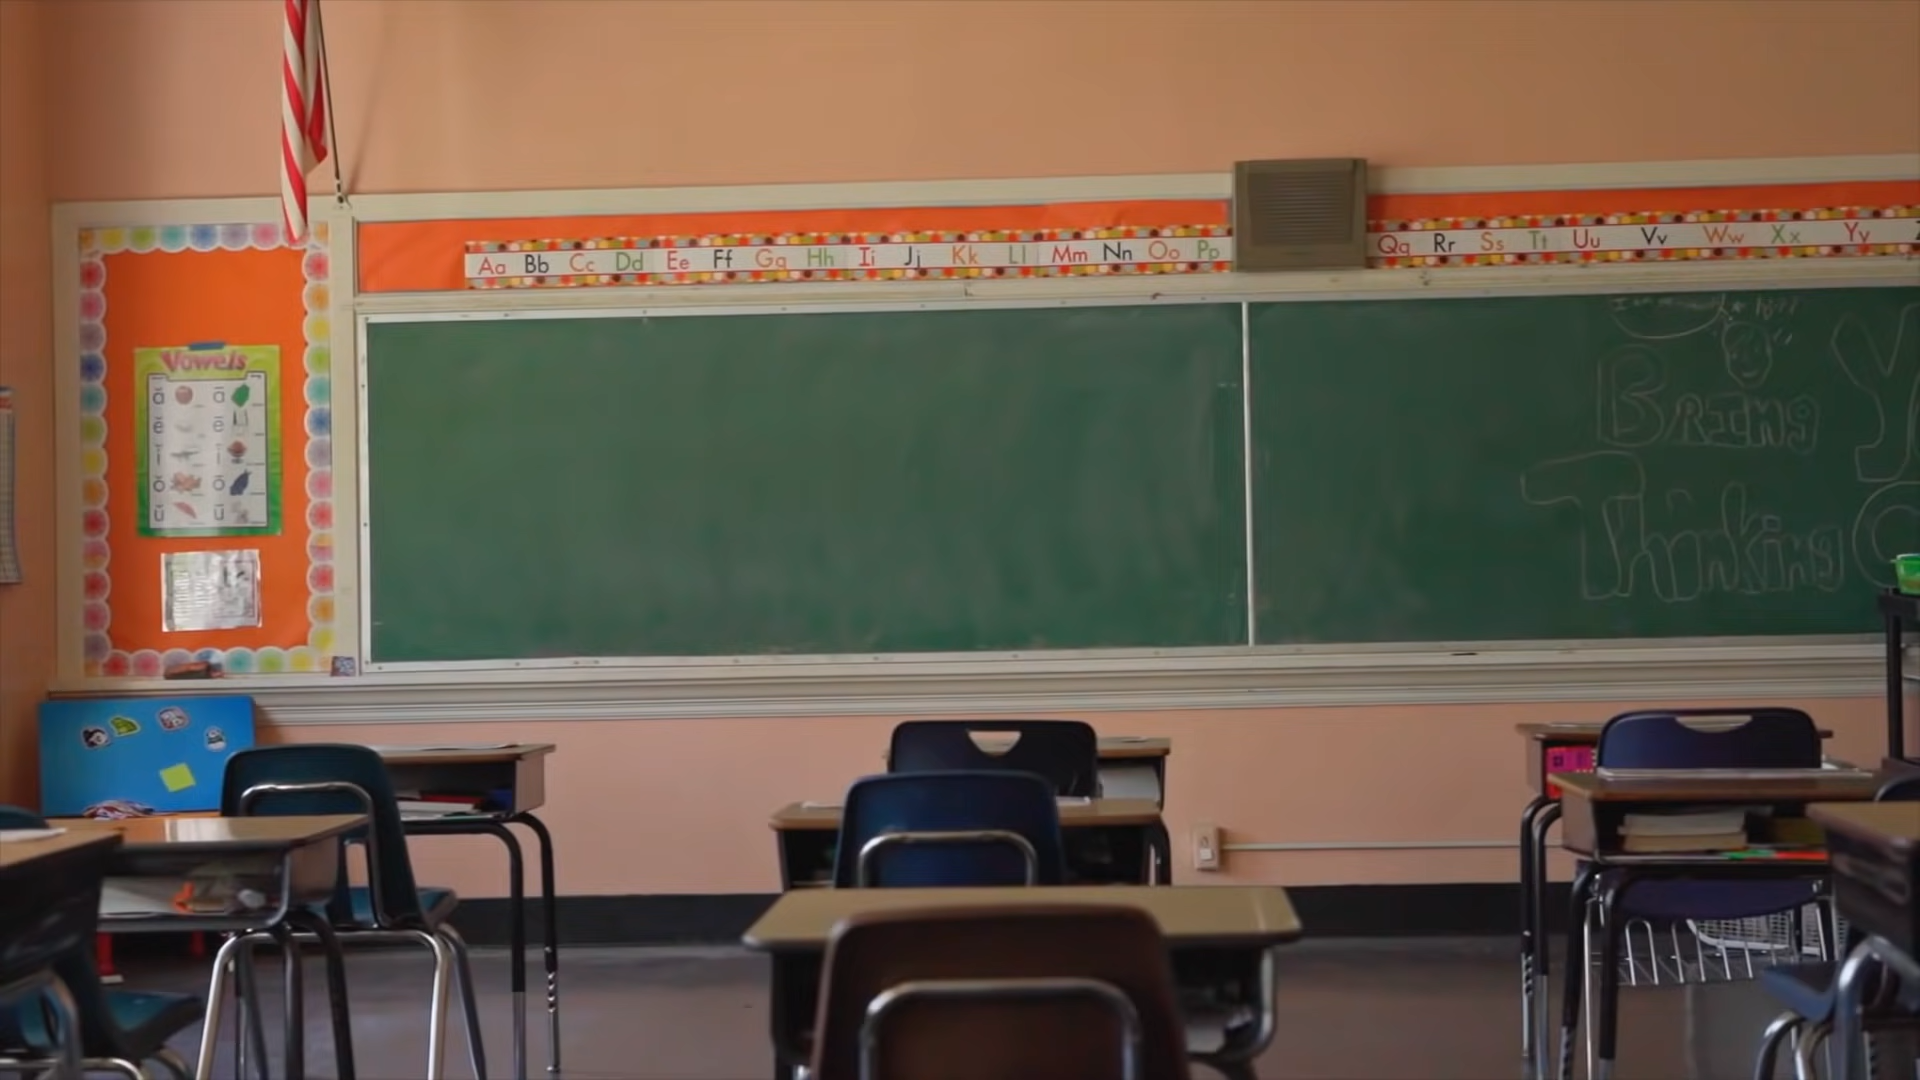 Aa Bb Cc Dd Ee Ff Gg Hh Ii Jj Kk Ll Mm Nn Oo Pp Qq Rr Ss Tt Uu Vv Ww Xx Yy
Vowels
ă ā
ĕ ē
ĭ ī
ŏ ō
ŭ ū
BRING
Thinking